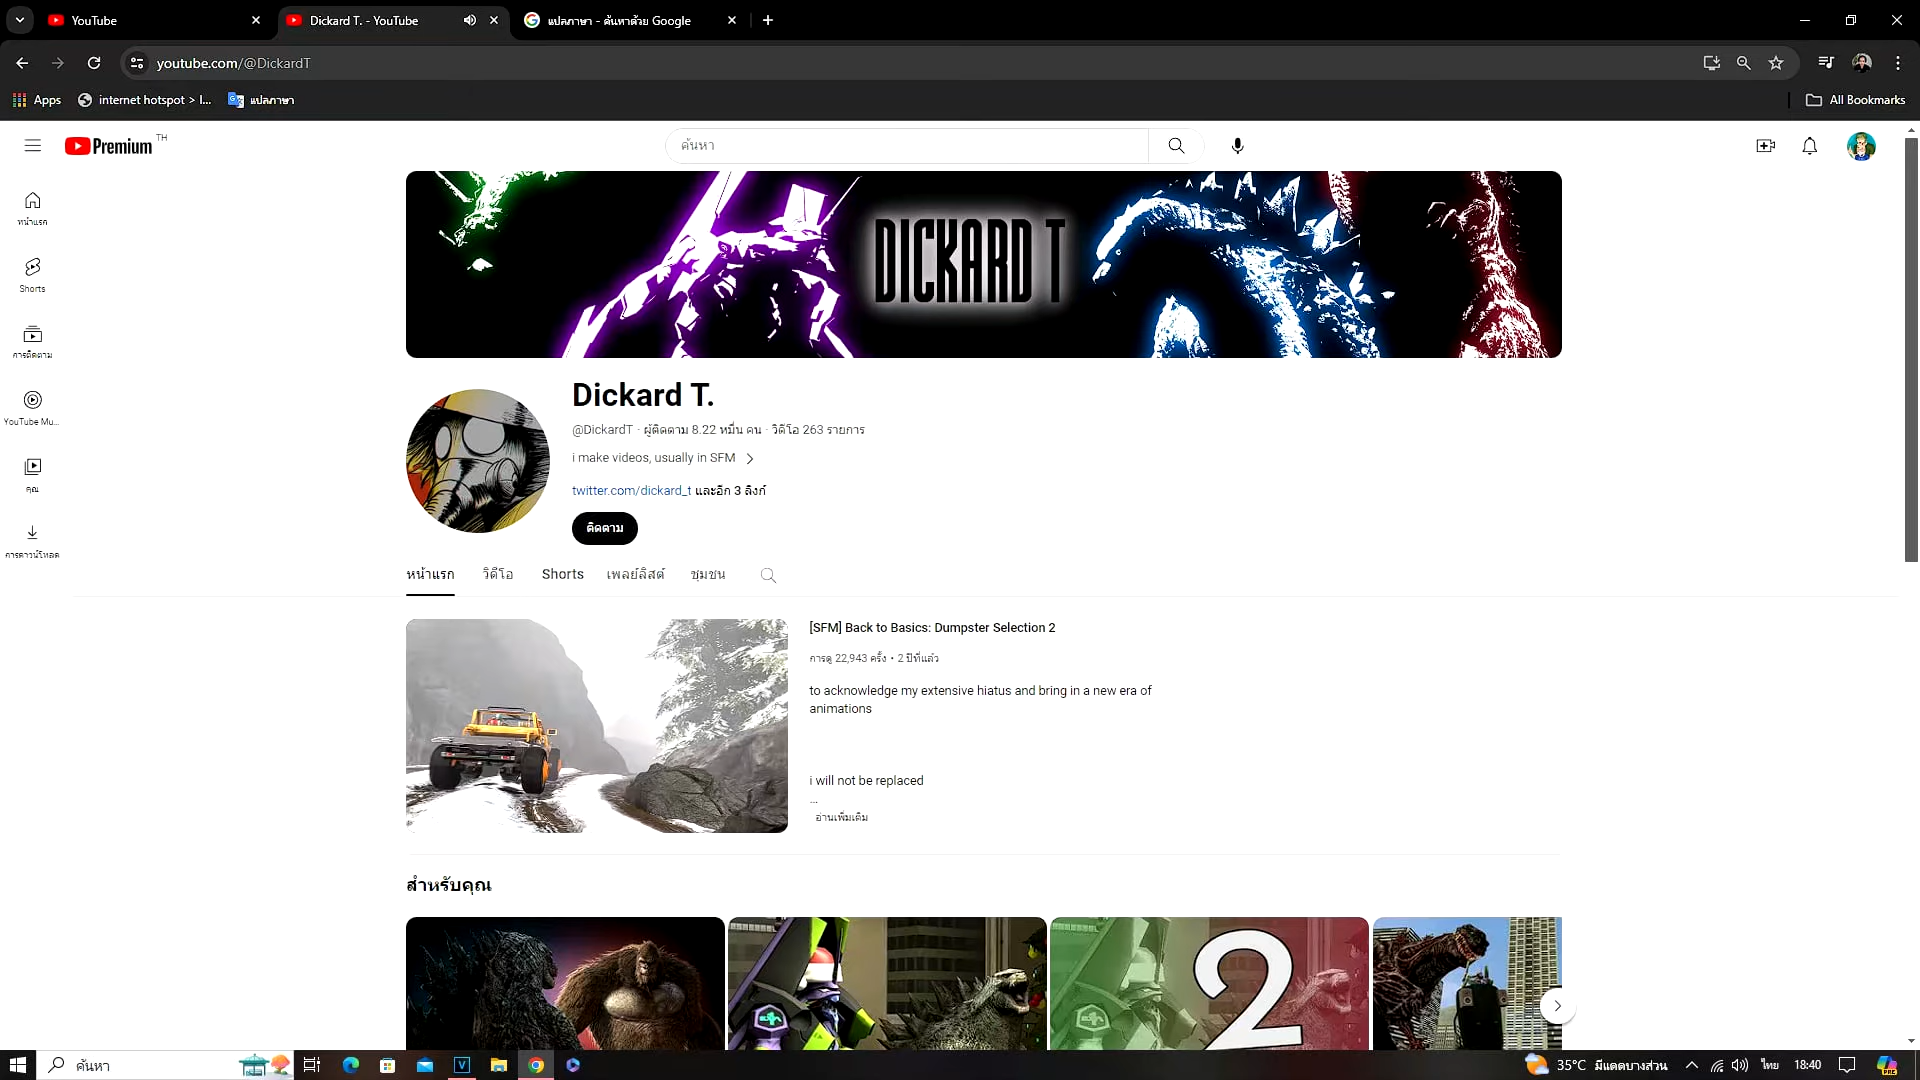 YouTube
Dickard T. - YouTube
แปลภาษา - ค้นหาด้วย Google
youtube.com/@DickardT
Apps
internet hotspot > I...
แปลภาษา
All Bookmarks
Premium TH
ค้นหา
หน้าแรก
Shorts
การติดตาม
YouTube Mu...
คุณ
การดาวน์โหลด
DICKARD T
Dickard T.
@DickardT · ผู้ติดตาม 8.22 หมื่น คน · วิดีโอ 263 รายการ
i make videos, usually in SFM
twitter.com/dickard_t และอีก 3 ลิงก์
ติดตาม
หน้าแรก วิดีโอ Shorts เพลย์ลิสต์ ชุมชน
[SFM] Back to Basics: Dumpster Selection 2
การดู 22,943 ครั้ง • 2 ปีที่แล้ว
to acknowledge my extensive hiatus and bring in a new era of
animations
i will not be replaced
...
อ่านเพิ่มเติม
สำหรับคุณ
2
ค้นหา
35°C มีแดดบางส่วน
ไทย
18:40